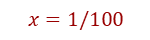 x = 1/100